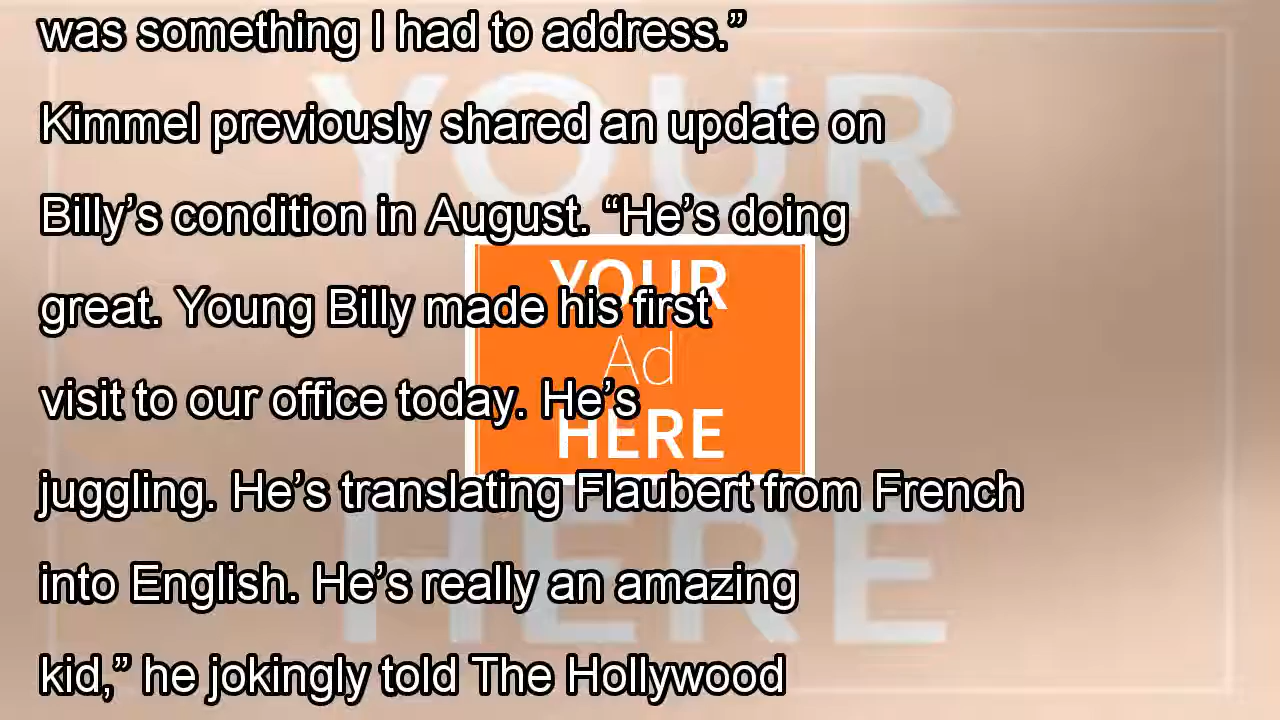 was something I had to address.”
Kimmel previously shared an update on
Billy’s condition in August. “He’s doing
great. Young Billy made his first
visit to our office today. He’s
juggling. He’s translating Flaubert from French
into English. He’s really an amazing
kid,” he jokingly told The Hollywood
YOUR
Ad
HERE
YOUR
HERE